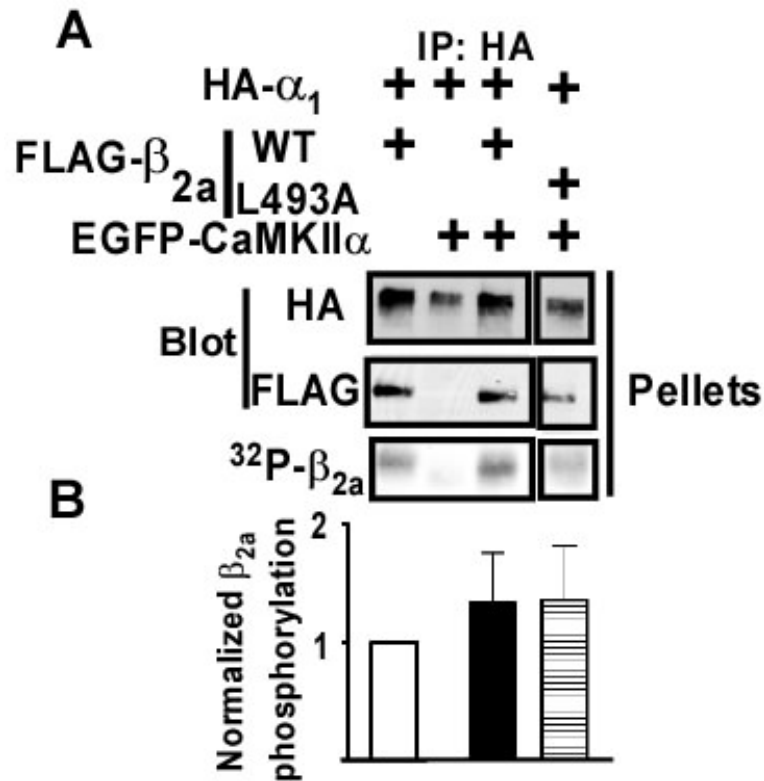 A
IP: HA
HA-α₁ + + + +
FLAG-β₂ₐ WT + +
L493A +
EGFP-CaMKIIα + + +
Blot HA
FLAG
Pellets
³²P-β₂ₐ
B
Normalized β₂ₐ
phosphorylation
2
1